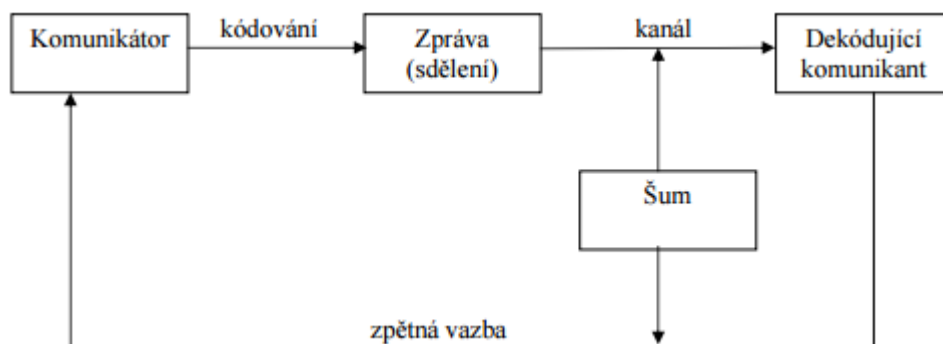 Komunikátor
kódování
Zpráva
(sdělení)
kanál
Dekódující
komunikant
Šum
zpětná vazba